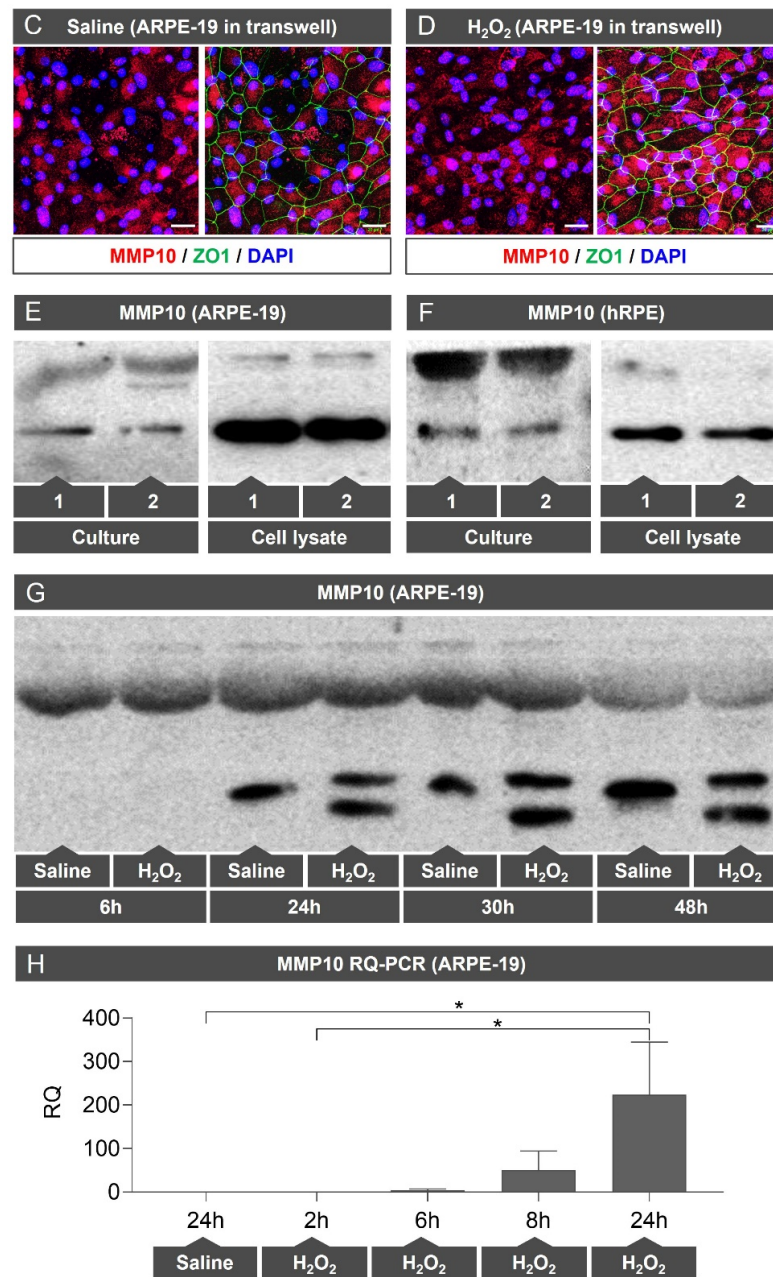 C Saline (ARPE-19 in transwell)
D H₂O₂ (ARPE-19 in transwell)
MMP10 / ZO1 / DAPI
MMP10 / ZO1 / DAPI
E MMP10 (ARPE-19)
F MMP10 (hRPE)
1 2 1 2
Culture Cell lysate
1 2 1 2
Culture Cell lysate
G MMP10 (ARPE-19)
Saline H₂O₂ Saline H₂O₂ Saline H₂O₂ Saline H₂O₂
6h 24h 30h 48h
H MMP10 RQ-PCR (ARPE-19)
400
300
200
100
0
RQ
*
*
24h 2h 6h 8h 24h
Saline H₂O₂ H₂O₂ H₂O₂ H₂O₂